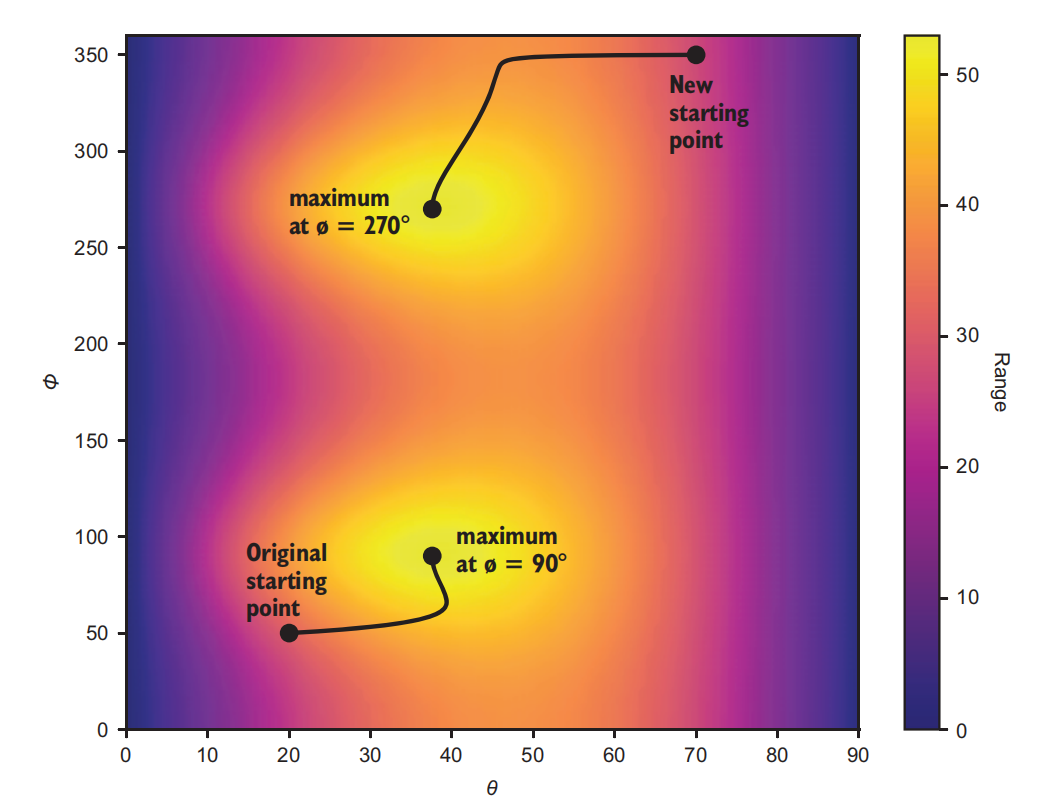 350
300
250
200
150
100
50
0
Φ
0 10 20 30 40 50 60 70 80 90
θ
New
starting
point
maximum
at ø = 270°
maximum
at ø = 90°
Original
starting
point
50
40
30
20
10
0
Range